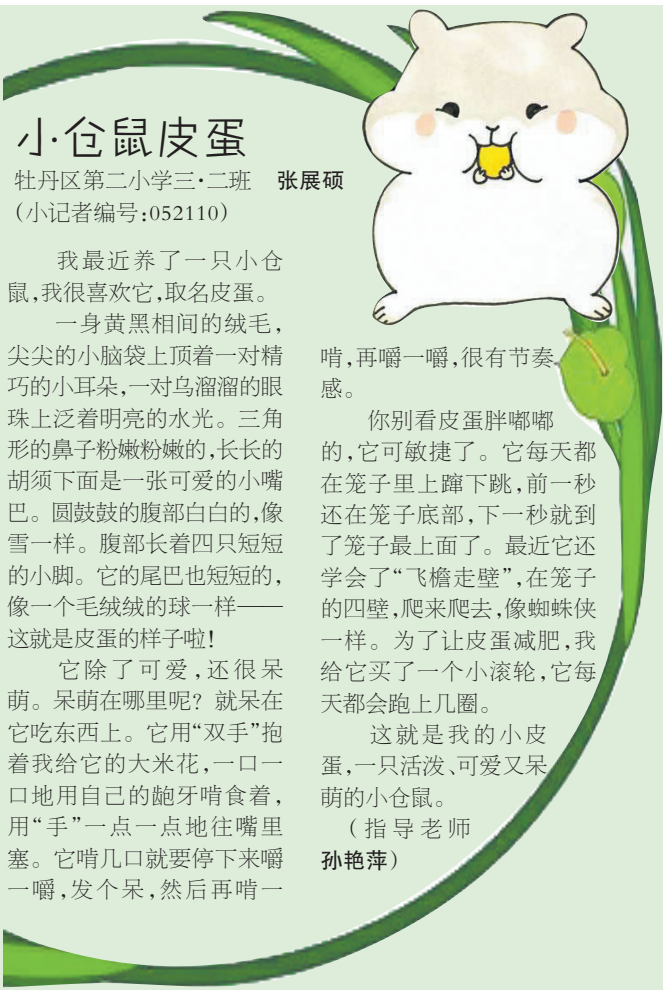 小仓鼠皮蛋
牡丹区第二小学三·二班 张展硕
(小记者编号:052110)
我最近养了一只小仓
鼠,我很喜欢它,取名皮蛋。
一身黄黑相间的绒毛,
尖尖的小脑袋上顶着一对精
巧的小耳朵,一对乌溜溜的眼
珠上泛着明亮的水光。三角
形的鼻子粉嫩粉嫩的,长长的
胡须下面是一张可爱的小嘴
巴。圆鼓鼓的腹部白白的,像
雪一样。腹部长着四只短短
的小脚。它的尾巴也短短的,
像一个毛绒绒的球一样——
这就是皮蛋的样子啦!
它除了可爱,还很呆
萌。呆萌在哪里呢?就呆在
它吃东西上。它用“双手”抱
着我给它的大米花,一口一
口地用自己的龅牙啃食着,
用“手”一点一点地往嘴里
塞。它啃几口就要停下来嚼
一嚼,发个呆,然后再啃一
啃,再嚼一嚼,很有节奏
感。
你别看皮蛋胖嘟嘟
的,它可敏捷了。它每天都
在笼子里上蹿下跳,前一秒
还在笼子底部,下一秒就到
了笼子最上面了。最近它还
学会了“飞檐走壁”,在笼子
的四壁,爬来爬去,像蜘蛛侠
一样。为了让皮蛋减肥,我
给它买了一个小滚轮,它每
天都会跑上几圈。
这就是我的小皮
蛋,一只活泼、可爱又呆
萌的小仓鼠。
(指导老师
孙艳萍)